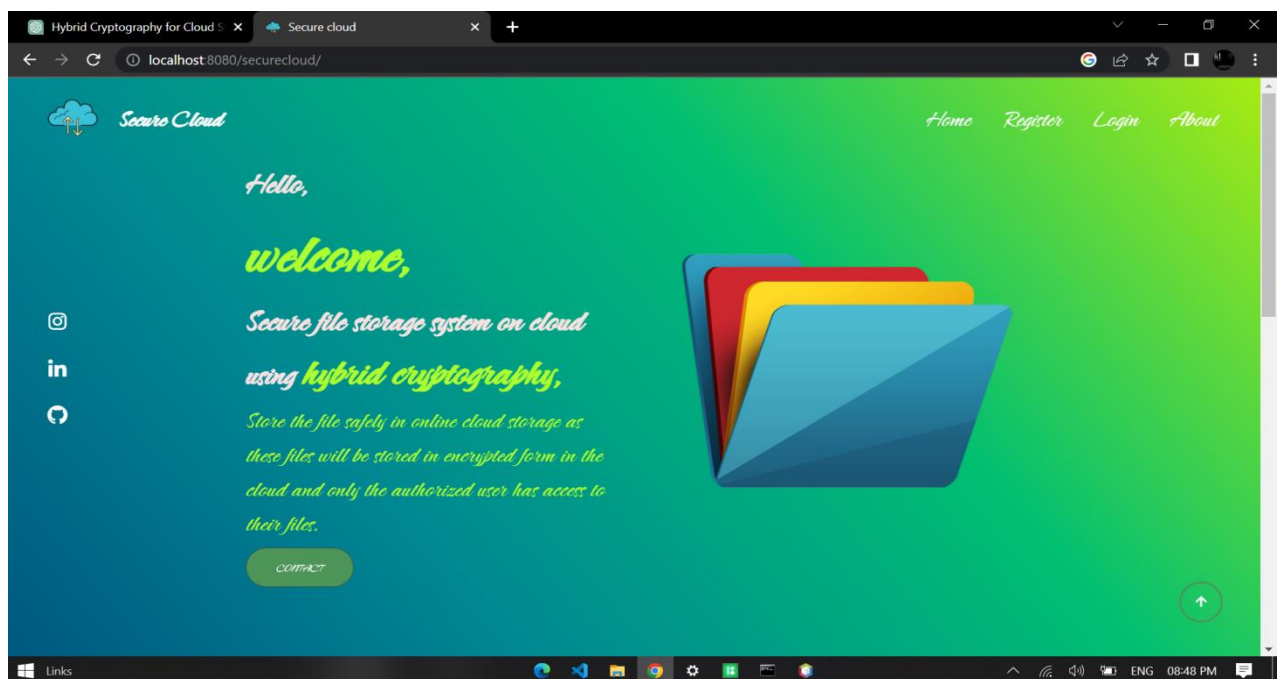 Hybrid Cryptography for Cloud S
Secure cloud
localhost:8080/securecloud/
Secure Cloud
Home Register Login About
Hello,
welcome,
Secure file storage system on cloud
using hybrid cryptography,
Store the file safely in online cloud storage as
these files will be stored in encrypted form in the
cloud and only the authorized user has access to
their files.
CONTACT
in
Links
ENG 08:48 PM